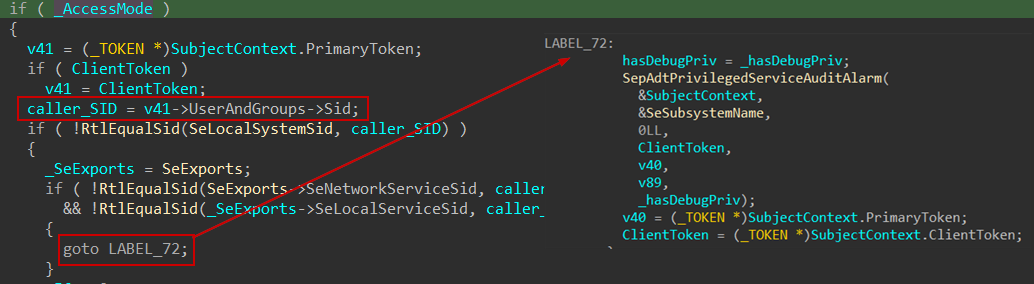 if ( _AccessMode )
{
v41 = (_TOKEN *)SubjectContext.PrimaryToken;
if ( ClientToken )
v41 = ClientToken;
caller_SID = v41->UserAndGroups->Sid;
if ( !RtlEqualSid(SeLocalSystemSid, caller_SID) )
{
_SeExports = SeExports;
if ( !RtlEqualSid(SeExports->SeNetworkServiceSid, caller
&& !RtlEqualSid(_SeExports->SeLocalServiceSid, caller_
{
goto LABEL_72;
}
LABEL_72:
hasDebugPriv = _hasDebugPriv;
SepAdtPrivilegedServiceAuditAlarm(
&SubjectContext,
&SeSubsystemName,
0LL,
ClientToken,
v40,
v89,
_hasDebugPriv);
v40 = (_TOKEN *)SubjectContext.PrimaryToken;
ClientToken = (_TOKEN *)SubjectContext.ClientToken;